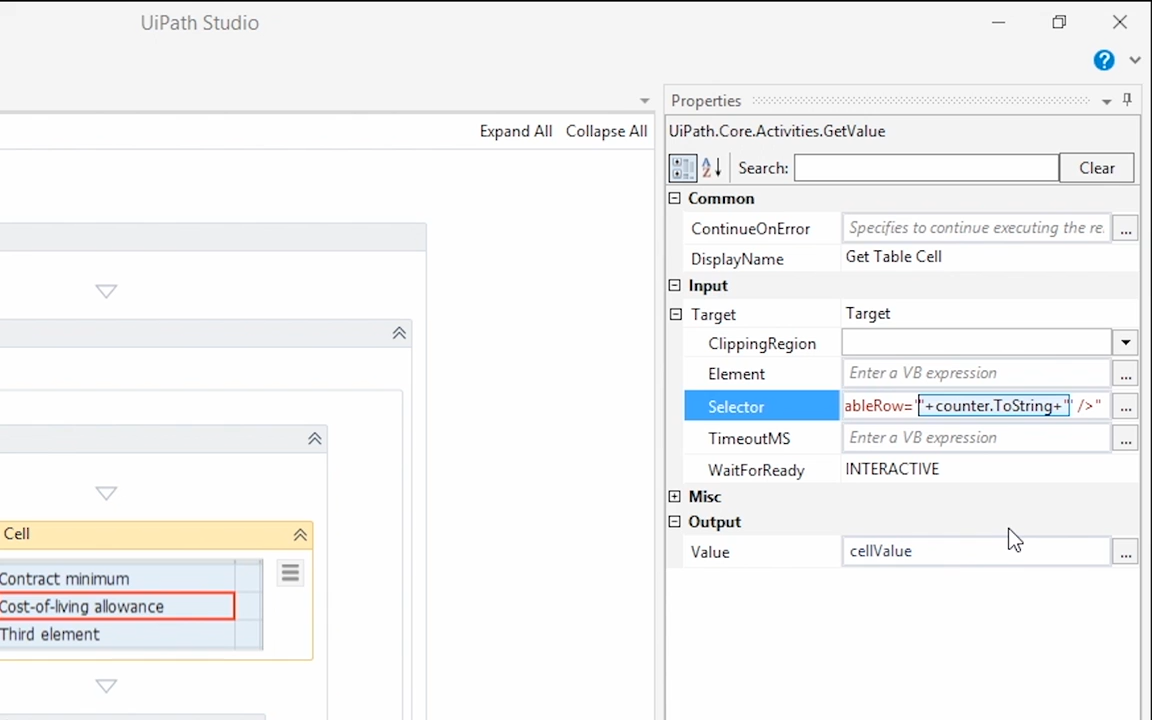 UiPath Studio
?
Expand All Collapse All
Properties
UiPath.Core.Activities.GetValue
A Z Search: Clear
Common
ContinueOnError Specifies to continue executing the re. ...
DisplayName Get Table Cell
Input
Target Target
ClippingRegion
Element Enter a VB expression ...
Selector ableRow='"+counter.ToString+"' />" ...
TimeoutMS Enter a VB expression ...
WaitForReady INTERACTIVE
Misc
Output
Value cellValue ...
Cell
Contract minimum
Cost-of-living allowance
Third element